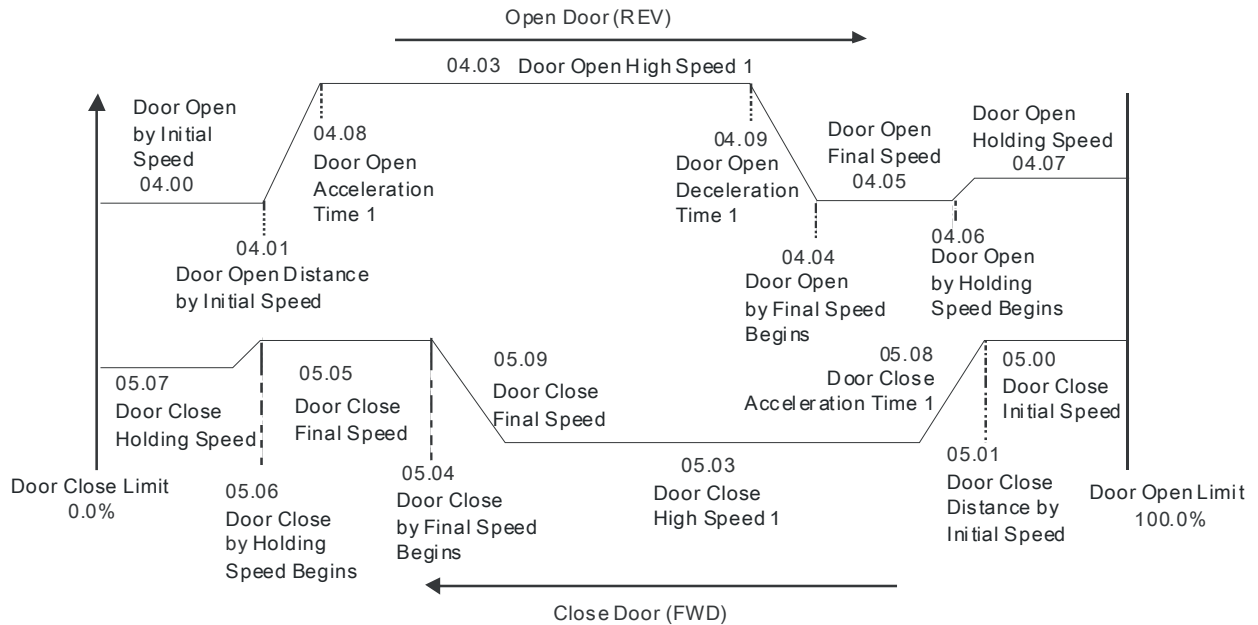 Open Door (REV)
04.03 Door Open High Speed 1
Door Open
by Initial
Speed
04.00
04.08
Door Open
Acceleration
Time 1
04.09
Door Open
Deceleration
Time 1
Door Open
Final Speed
04.05
Door Open
Holding Speed
04.07
04.01
Door Open Distance
by Initial Speed
04.04
Door Open
by Final Speed
Begins
04.06
Door Open
by Holding
Speed Begins
05.07
Door Close
Holding Speed
05.05
Door Close
Final Speed
05.09
Door Close
Final Speed
05.08
Door Close
Acceleration Time 1
05.00
Door Close
Initial Speed
Door Close Limit
0.0%
05.06
Door Close
by Holding
Speed Begins
05.04
Door Close
by Final Speed
Begins
05.03
Door Close
High Speed 1
05.01
Door Close
Distance by
Initial Speed
Door Open Limit
100.0%
Close Door (FWD)